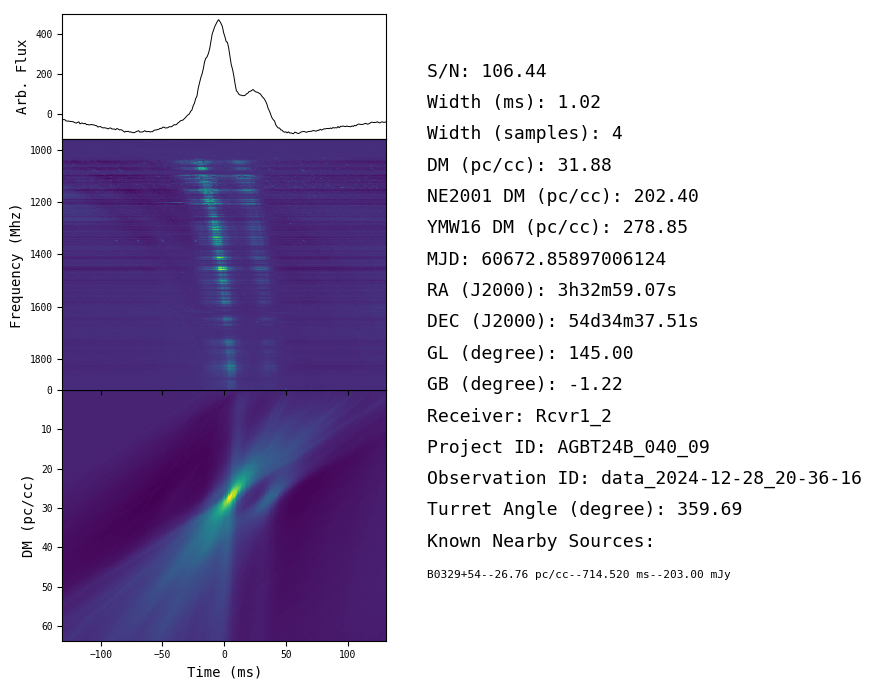 400
200
0
Arb. Flux
1000
1200
1400
1600
1800
Frequency (Mhz)
0
10
20
30
40
50
60
DM (pc/cc)
−100
−50
0
50
100
Time (ms)
S/N: 106.44
Width (ms): 1.02
Width (samples): 4
DM (pc/cc): 31.88
NE2001 DM (pc/cc): 202.40
YMW16 DM (pc/cc): 278.85
MJD: 60672.85897006124
RA (J2000): 3h32m59.07s
DEC (J2000): 54d34m37.51s
GL (degree): 145.00
GB (degree): -1.22
Receiver: Rcvr1_2
Project ID: AGBT24B_040_09
Observation ID: data_2024-12-28_20-36-16
Turret Angle (degree): 359.69
Known Nearby Sources:
B0329+54--26.76 pc/cc--714.520 ms--203.00 mJy